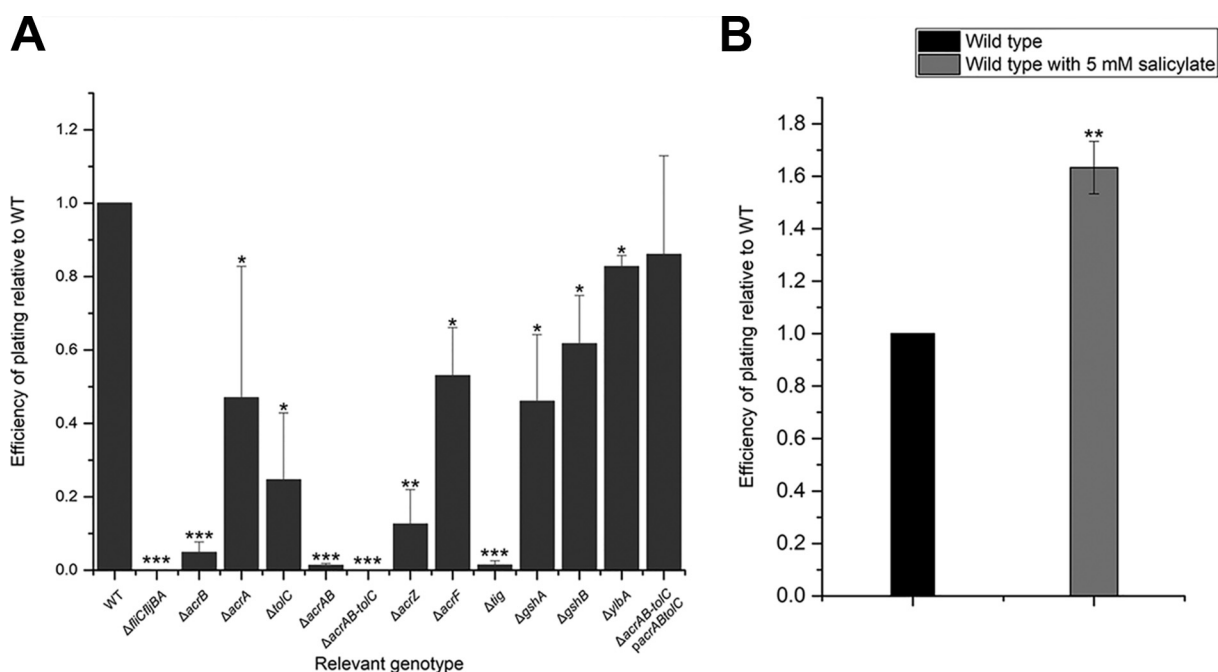 A
Efficiency of plating relative to WT
1.2
1.0
0.8
0.6
0.4
0.2
0.0
***
***
*
*
***
***
**
*
***
*
*
*
WT
ΔfliCfljBA
ΔacrB
ΔacrA
ΔtolC
ΔacrAB
ΔacrAB-tolC
ΔacrZ
ΔacrF
Δtig
ΔgshA
ΔgshB
ΔylbA
ΔacrAB-tolC
pacrABtolC
Relevant genotype
B
Wild type
Wild type with 5 mM salicylate
Efficiency of plating relative to WT
1.8
1.6
1.4
1.2
1.0
0.8
0.6
0.4
0.2
0.0
**